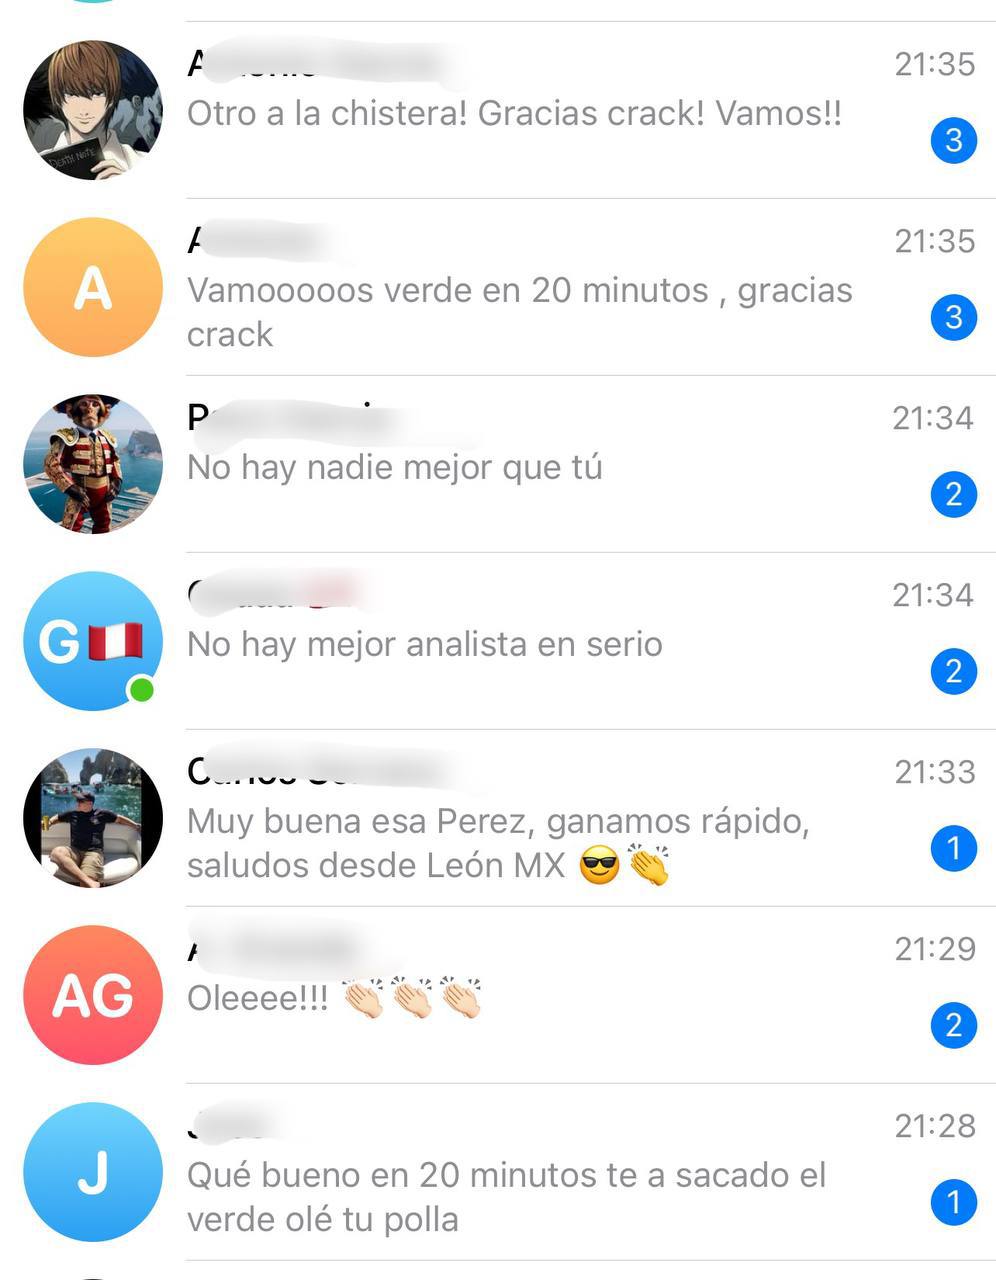 21:35
Otro a la chistera! Gracias crack! Vamos!!
3
DEATH NOTE
A
21:35
Vamooooos verde en 20 minutos , gracias
crack
3
21:34
No hay nadie mejor que tú
2
G
21:34
No hay mejor analista en serio
2
21:33
Muy buena esa Perez, ganamos rápido,
saludos desde León MX 😎👏
1
AG
21:29
Oleeee!!! 👏🏻👏🏻👏🏻
2
J
21:28
Qué bueno en 20 minutos te a sacado el
verde olé tu polla
1